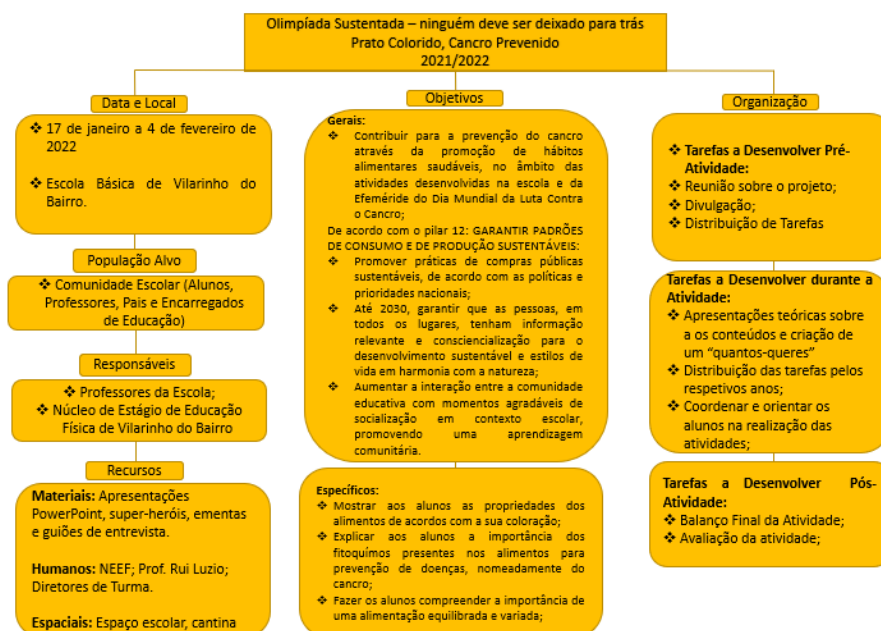 Olimpíada Sustentada – ninguém deve ser deixado para trás
Prato Colorido, Cancro Prevenido
2021/2022
Data e Local
❖ 17 de janeiro a 4 de fevereiro de
2022
❖ Escola Básica de Vilarinho do
Bairro.
População Alvo
❖ Comunidade Escolar (Alunos,
Professores, Pais e Encarregados
de Educação)
Responsáveis
❖ Professores da Escola;
❖ Núcleo de Estágio de Educação
Física de Vilarinho do Bairro
Recursos
Materiais: Apresentações
PowerPoint, super-heróis, ementas
e guiões de entrevista.
Humanos: NEEF; Prof. Rui Luzio;
Diretores de Turma.
Espaciais: Espaço escolar, cantina
Objetivos
Gerais:
❖ Contribuir para a prevenção do cancro
através da promoção de hábitos
alimentares saudáveis, no âmbito das
atividades desenvolvidas na escola e da
Efeméride do Dia Mundial da Luta Contra
o Cancro;
De acordo com o pilar 12: GARANTIR PADRÕES
DE CONSUMO E DE PRODUÇÃO SUSTENTÁVEIS:
❖ Promover práticas de compras públicas
sustentáveis, de acordo com as políticas e
prioridades nacionais;
❖ Até 2030, garantir que as pessoas, em
todos os lugares, tenham informação
relevante e consciencialização para o
desenvolvimento sustentável e estilos de
vida em harmonia com a natureza;
❖ Aumentar a interação entre a comunidade
educativa com momentos agradáveis de
socialização em contexto escolar,
promovendo uma aprendizagem
comunitária.
Específicos:
❖ Mostrar aos alunos as propriedades dos
alimentos de acordos com a sua coloração;
❖ Explicar aos alunos a importância dos
fitoquímos presentes nos alimentos para
prevenção de doenças, nomeadamente do
cancro;
❖ Fazer os alunos compreender a importância de
uma alimentação equilibrada e variada;
Organização
❖ Tarefas a Desenvolver Pré-
Atividade:
❖ Reunião sobre o projeto;
❖ Divulgação;
❖ Distribuição de Tarefas
Tarefas a Desenvolver durante a
Atividade:
❖ Apresentações teóricas sobre
a os conteúdos e criação de
um “quantos-queres”
❖ Distribuição das tarefas pelos
respetivos anos;
❖ Coordenar e orientar os
alunos na realização das
atividades;
Tarefas a Desenvolver Pós-
Atividade:
❖ Balanço Final da Atividade;
❖ Avaliação da atividade;